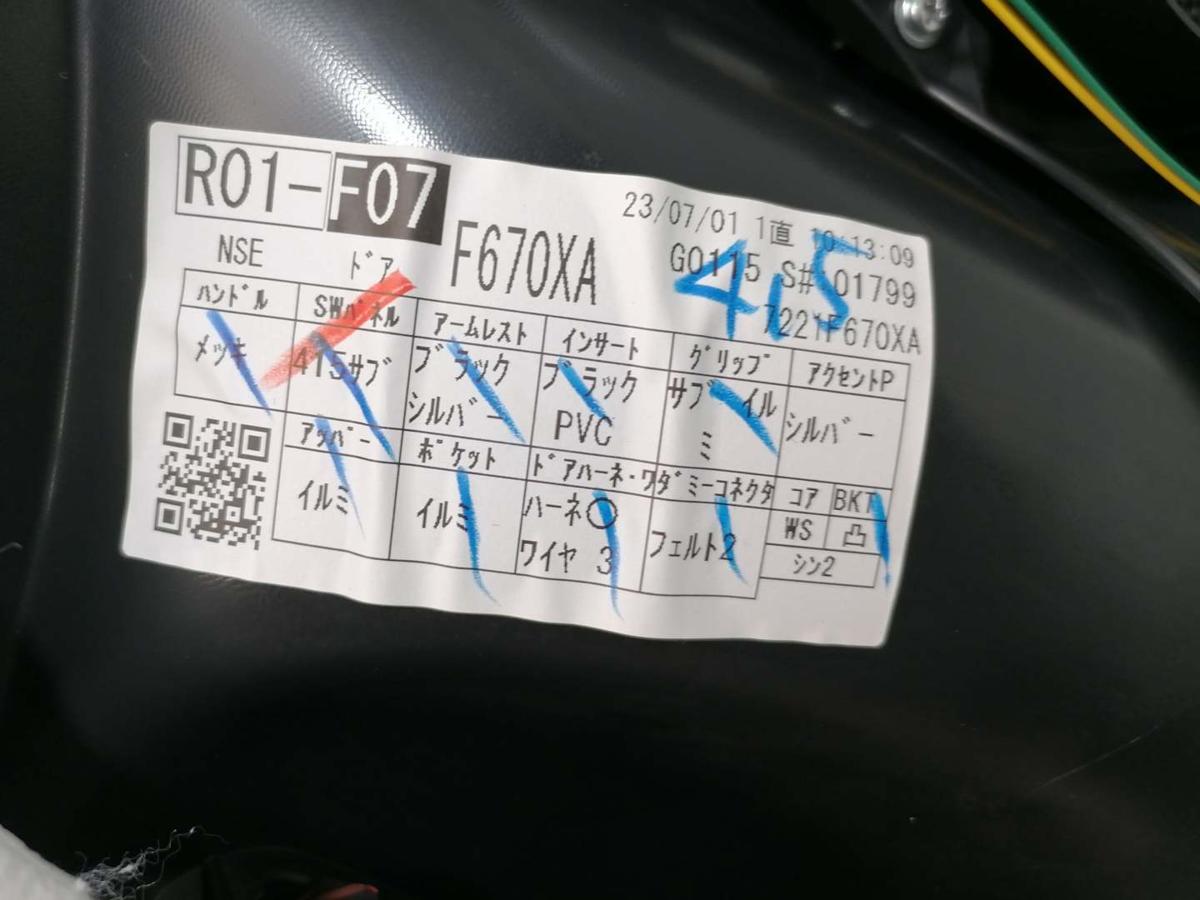 R01-F07
23/07/01 1直 10:13:09
NSE ドア F670XA
G0115 S# 01799
4.5
7221F670XA
ハンドル SWパネル アームレスト インサート グリップ アクセントP
メッキ 415サブ ブラック ブラック サブイル シルバー
シルバー PVC ミ
アッパー ポケット ドアハーネ・ワ ダミーコネクタ コア BKT
イルミ イルミ ハーネ〇 フェルト2 WS 凸
ワイヤ 3 シン2